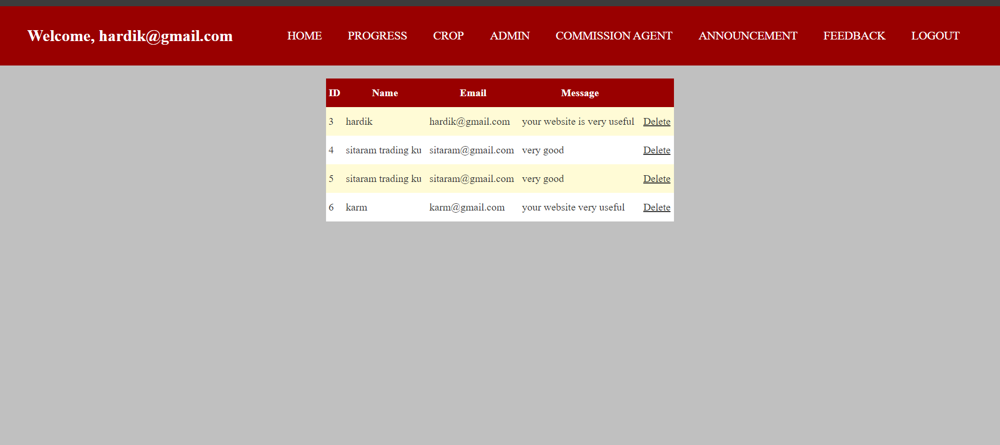 Welcome, hardik@gmail.com HOME PROGRESS CROP ADMIN COMMISSION AGENT ANNOUNCEMENT FEEDBACK LOGOUT
ID Name Email Message
3 hardik hardik@gmail.com your website is very useful Delete
4 sitaram trading ku sitaram@gmail.com very good Delete
5 sitaram trading ku sitaram@gmail.com very good Delete
6 karm karm@gmail.com your website very useful Delete